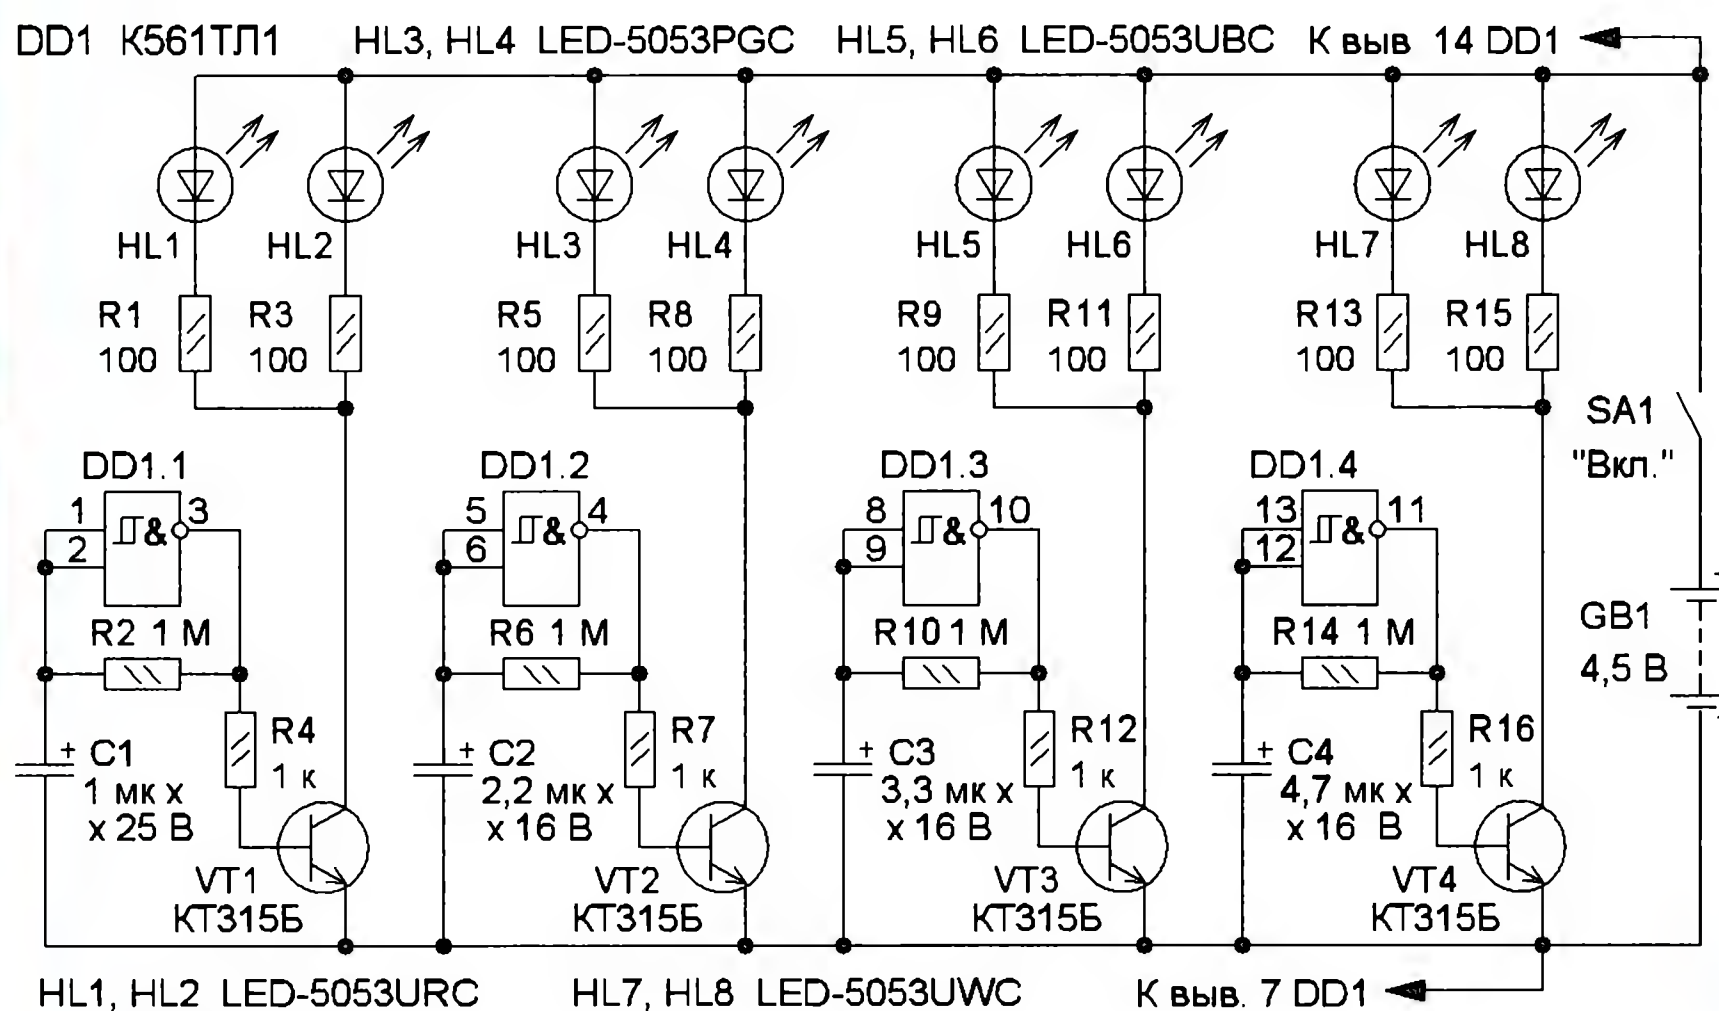 DD1 К561ТЛ1 HL3, HL4 LED-5053PGC HL5, HL6 LED-5053UBC К выв 14 DD1
HL1 HL2 HL3 HL4 HL5 HL6 HL7 HL8
R1 R3 R5 R8 R9 R11 R13 R15
100 100 100 100 100 100 100 100
SA1
"Вкл."
DD1.1 DD1.2 DD1.3 DD1.4
1 & 3 5 & 4 8 & 10 13 & 11
2 6 9 12
R2 1 М R6 1 М R10 1 М R14 1 М
GB1
4,5 В
+ C1 R4 + C2 R7 + C3 R12 + C4 R16
1 мк х 1 к 2,2 мк х 1 к 3,3 мк х 1 к 4,7 мк х 1 к
х 25 В х 16 В х 16 В х 16 В
VT1 VT2 VT3 VT4
КТ315Б КТ315Б КТ315Б КТ315Б
HL1, HL2 LED-5053URC HL7, HL8 LED-5053UWC К выв. 7 DD1